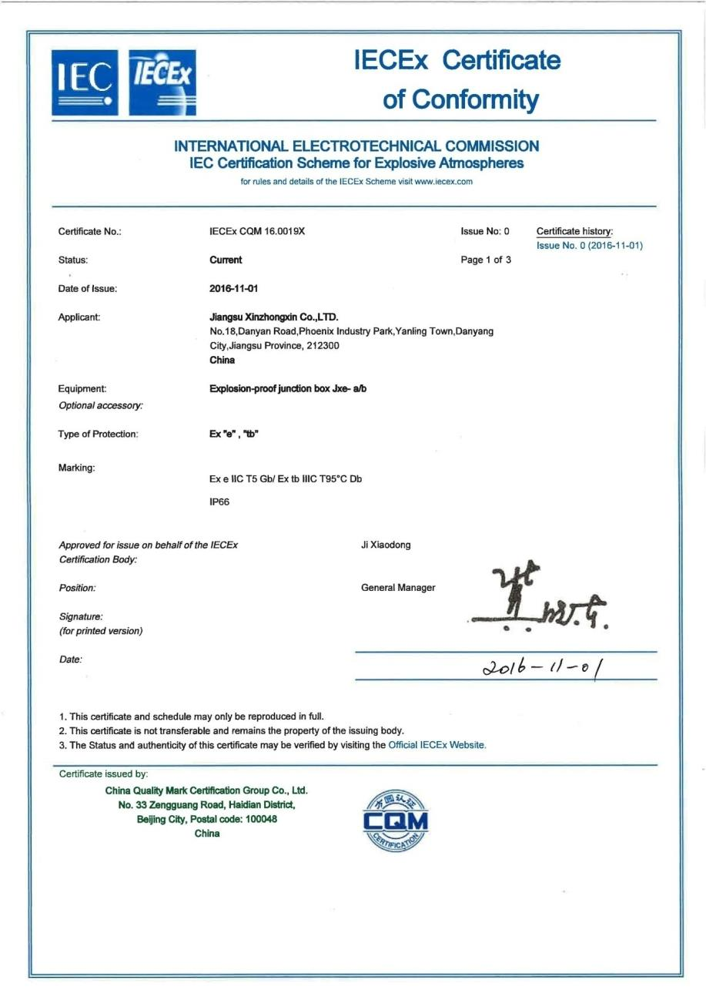 IEC IECEx
IECEx Certificate
of Conformity
INTERNATIONAL ELECTROTECHNICAL COMMISSION
IEC Certification Scheme for Explosive Atmospheres
for rules and details of the IECEx Scheme visit www.iecex.com
Certificate No.: IECEx CQM 16.0019X Issue No: 0 Certificate history:
Issue No. 0 (2016-11-01)
Status: Current Page 1 of 3
Date of Issue: 2016-11-01
Applicant: Jiangsu Xinzhongxin Co.,LTD.
No.18,Danyan Road,Phoenix Industry Park,Yanling Town,Danyang
City,Jiangsu Province, 212300
China
Equipment: Explosion-proof junction box Jxe- a/b
Optional accessory:
Type of Protection: Ex "e" , "tb"
Marking:
Ex e IIC T5 Gb/ Ex tb IIIC T95°C Db
IP66
Approved for issue on behalf of the IECEx Ji Xiaodong
Certification Body:
Position: General Manager
Signature:
(for printed version)
Date: 2016-11-01
1. This certificate and schedule may only be reproduced in full.
2. This certificate is not transferable and remains the property of the issuing body.
3. The Status and authenticity of this certificate may be verified by visiting the Official IECEx Website.
Certificate issued by:
China Quality Mark Certification Group Co., Ltd.
No. 33 Zengguang Road, Haidian District,
Beijing City, Postal code: 100048
China
方圆认证
CQM
CERTIFICATION